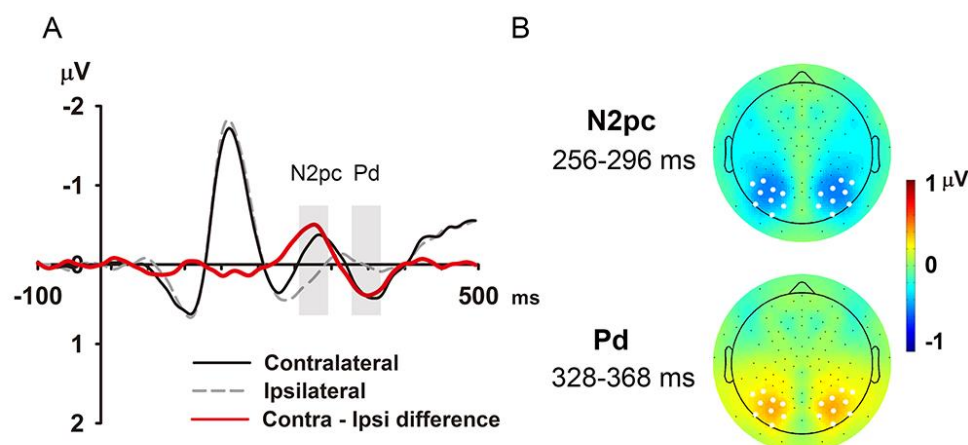 A
μV
-2
-1
0
1
2
N2pc Pd
-100
500 ms
Contralateral
Ipsilateral
Contra - Ipsi difference
B
N2pc
256-296 ms
Pd
328-368 ms
1 μV
0
-1